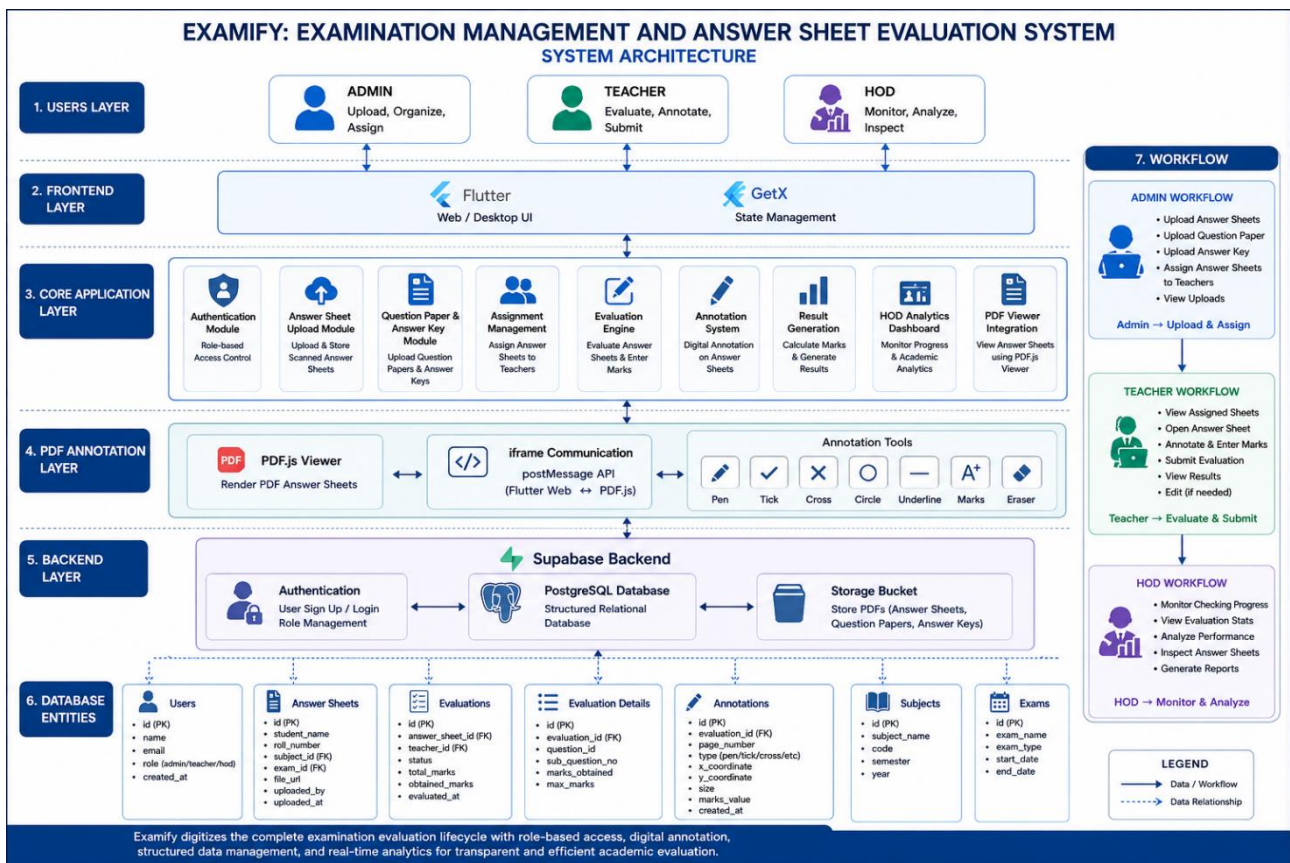 EXAMIFY: EXAMINATION MANAGEMENT AND ANSWER SHEET EVALUATION SYSTEM
SYSTEM ARCHITECTURE
1. USERS LAYER
ADMIN
Upload, Organize,
Assign
TEACHER
Evaluate, Annotate,
Submit
HOD
Monitor, Analyze,
Inspect
2. FRONTEND
LAYER
Flutter
Web / Desktop UI
GetX
State Management
3. CORE APPLICATION
LAYER
Authentication
Module
Role-based
Access Control
Answer Sheet
Upload Module
Upload & Store
Scanned Answer
Sheets
Question Paper &
Answer Key
Module
Upload Question
Papers & Answer
Keys
Assignment
Management
Assign Answer
Sheets to
Teachers
Evaluation
Engine
Evaluate Answer
Sheets & Enter
Marks
Annotation
System
Digital Annotation
on Answer
Sheets
Result
Generation
Calculate Marks
& Generate
Results
HOD Analytics
Dashboard
Monitor Progress
& Academic
Analytics
PDF Viewer
Integration
View Answer Sheets
using PDF.js
Viewer
4. PDF ANNOTATION
LAYER
PDF
PDF.js Viewer
Render PDF Answer Sheets
</>
iframe Communication
postMessage API
(Flutter Web ↔ PDF.js)
Annotation Tools
Pen
Tick
Cross
Circle
Underline
A+
Marks
Eraser
5. BACKEND
LAYER
Supabase Backend
Authentication
User Sign Up / Login
Role Management
PostgreSQL Database
Structured Relational
Database
Storage Bucket
Store PDFs (Answer Sheets,
Question Papers, Answer Keys)
6. DATABASE
ENTITIES
Users
• id (PK)
• name
• email
• role (admin/teacher/hod)
• created_at
Answer Sheets
• id (PK)
• student_name
• roll_number
• subject_id (FK)
• exam_id (FK)
• file_url
• uploaded_by
• uploaded_at
Evaluations
• id (PK)
• answer_sheet_id (FK)
• teacher_id (FK)
• status
• total_marks
• obtained_marks
• evaluated_at
Evaluation Details
• id (PK)
• evaluation_id (FK)
• question_id
• sub_question_no
• marks_obtained
• max_marks
Annotations
• id (PK)
• evaluation_id (FK)
• page_number
• type (pen/tick/cross/etc)
• x_coordinate
• y_coordinate
• size
• marks_value
• created_at
Subjects
• id (PK)
• subject_name
• code
• semester
• year
Exams
• id (PK)
• exam_name
• exam_type
• start_date
• end_date
7. WORKFLOW
ADMIN WORKFLOW
• Upload Answer Sheets
• Upload Question Paper
• Upload Answer Key
• Assign Answer Sheets
to Teachers
• View Uploads
Admin → Upload & Assign
TEACHER WORKFLOW
• View Assigned Sheets
• Open Answer Sheet
• Annotate & Enter Marks
• Submit Evaluation
• View Results
• Edit (if needed)
Teacher → Evaluate & Submit
HOD WORKFLOW
• Monitor Checking Progress
• View Evaluation Stats
• Analyze Performance
• Inspect Answer Sheets
• Generate Reports
HOD → Monitor & Analyze
LEGEND
Data / Workflow
Data Relationship
Examify digitizes the complete examination evaluation lifecycle with role-based access, digital annotation,
structured data management, and real-time analytics for transparent and efficient academic evaluation.